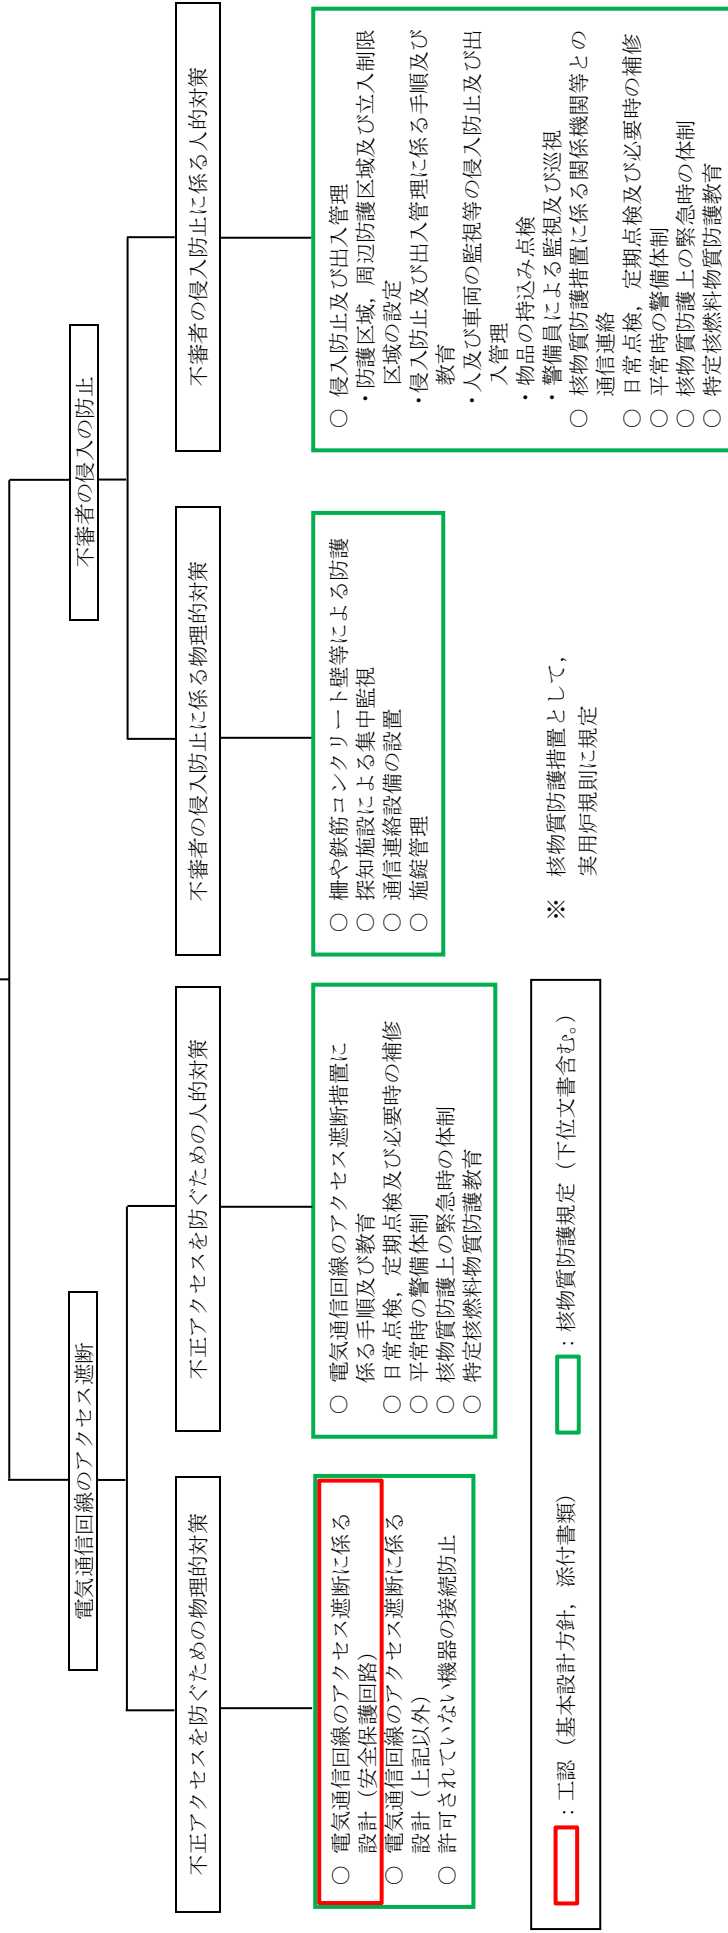 電気通信回線のアクセス遮断
不審者の侵入の防止
不正アクセスを防ぐための物理的対策
不正アクセスを防ぐための人的対策
不審者の侵入防止に係る物理的対策
不審者の侵入防止に係る人的対策
○ 電気通信回線のアクセス遮断に係る
設計（安全保護回路）
○ 電気通信回線のアクセス遮断に係る
設計（上記以外）
○ 許可されていない機器の接続防止
○ 電気通信回線のアクセス遮断措置に
係る手順及び教育
○ 日常点検，定期点検及び必要時の補修
○ 平常時の警備体制
○ 核物質防護上の緊急時の体制
○ 特定核燃料物質防護教育
○ 柵や鉄筋コンクリート壁等による防護
○ 探知施設による集中監視
○ 通信連絡設備の設置
○ 施錠管理
○ 侵入防止及び出入管理
・防護区域，周辺防護区域及び立入制限
区域の設定
・侵入防止及び出入管理に係る手順及び
教育
・人及び車両の監視等の侵入防止及び出
入管理
・物品の持込み点検
・警備員による監視及び巡視
○ 核物質防護措置に係る関係機関等との
通信連絡
○ 日常点検，定期点検及び必要時の補修
○ 平常時の警備体制
○ 核物質防護上の緊急時の体制
○ 特定核燃料物質防護教育
：工認（基本設計方針，添付書類）
：核物質防護規定（下位文書含む。）
※ 核物質防護措置として，
実用炉規則に規定